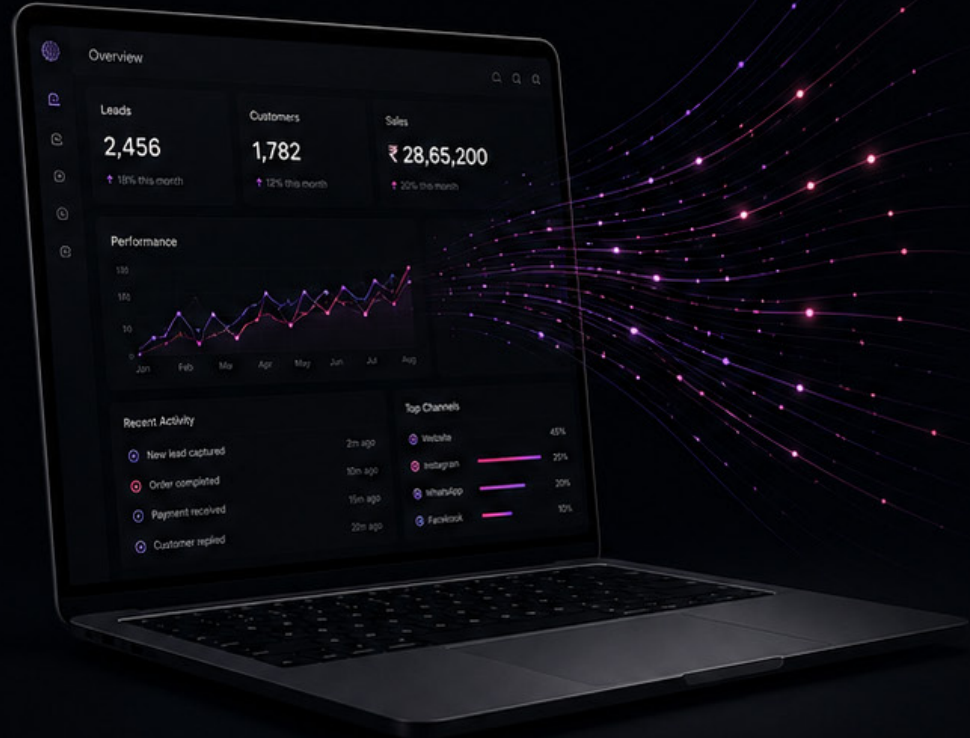 Overview
Leads
2,456
↑ 18% this month
Customers
1,782
↑ 12% this month
Sales
₹ 28,65,200
↑ 20% this month
Performance
Jan Feb Mar Apr May Jun Jul Aug
Recent Activity
New lead captured 2m ago
Order completed 10m ago
Payment received 15m ago
Customer replied 22m ago
Top Channels
Website 45%
Instagram 25%
WhatsApp 20%
Facebook 10%